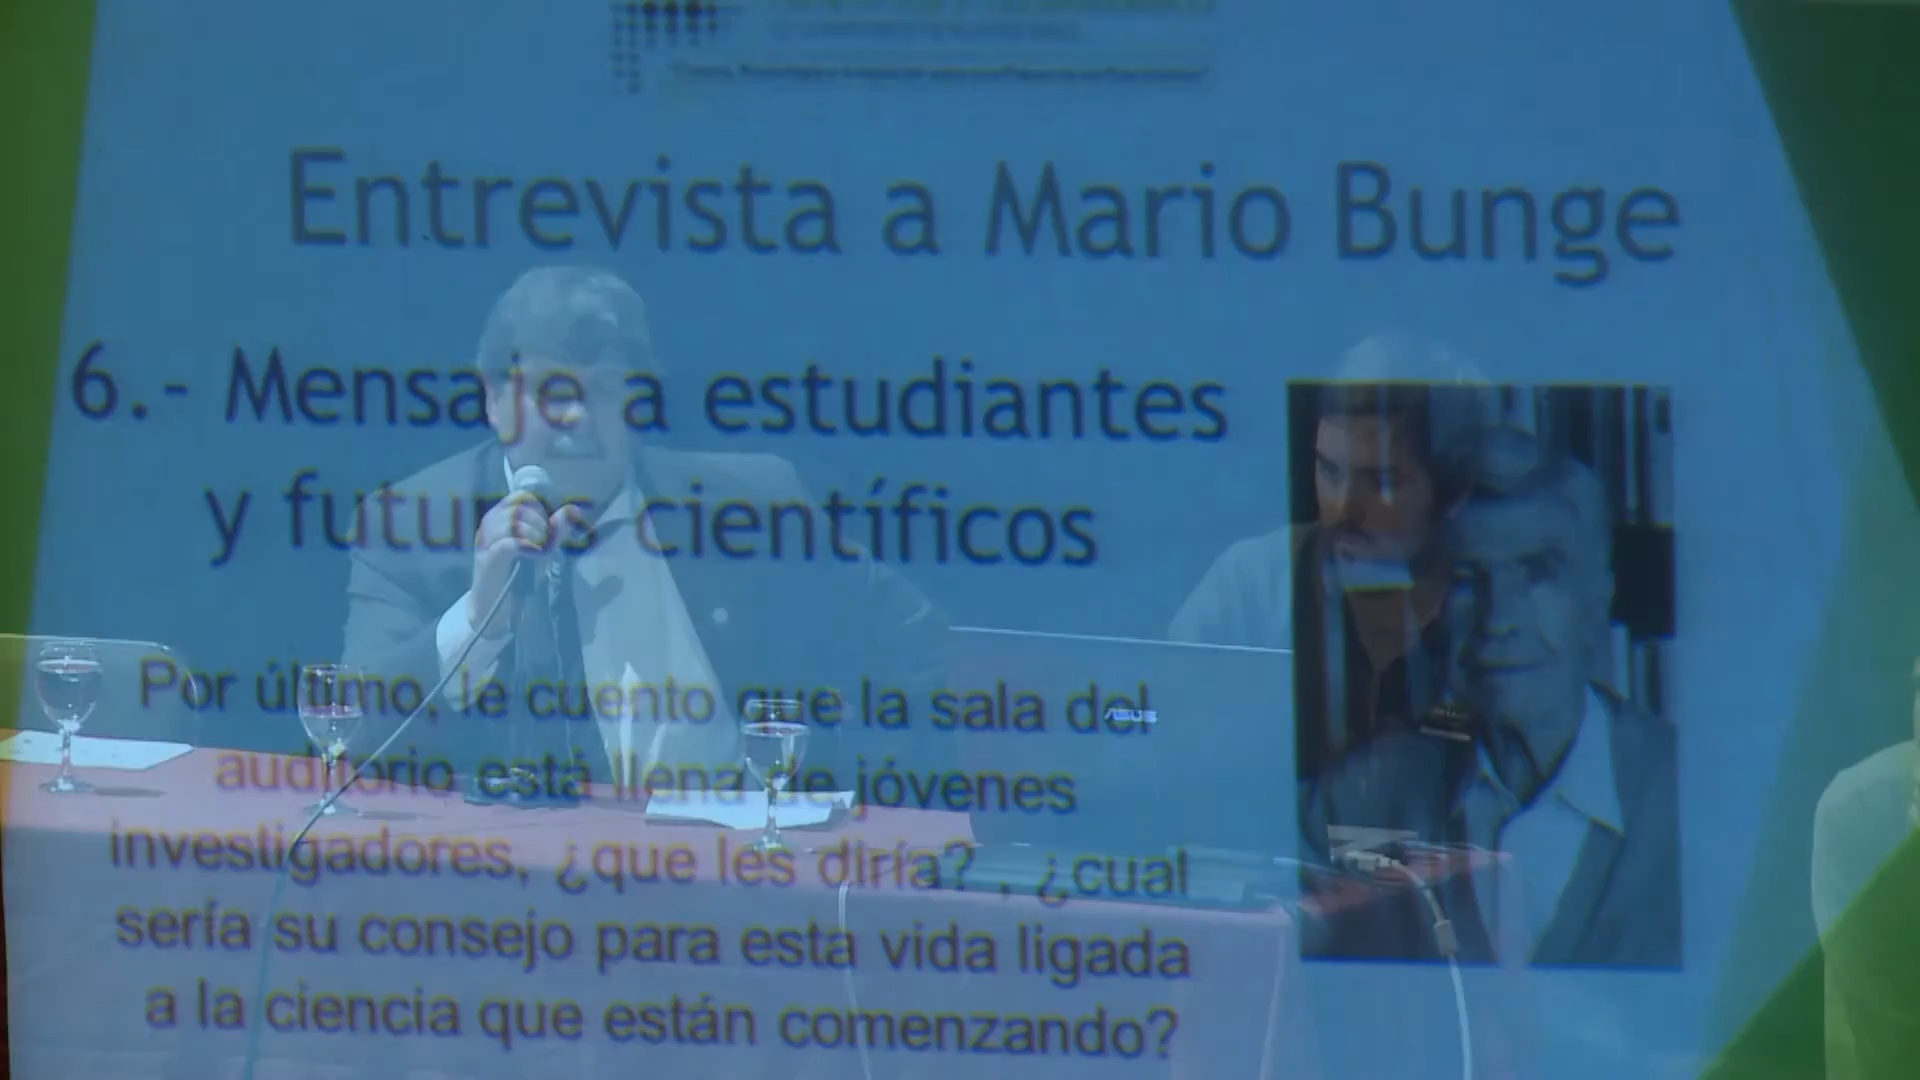 Entrevista a Mario Bunge
6.- Mensaje a estudiantes
y futuros científicos
Por último, le cuento que la sala del
auditorio está llena de jóvenes
investigadores, ¿que les diría? , ¿cual
sería su consejo para esta vida ligada
a la ciencia que están comenzando?
ASUS